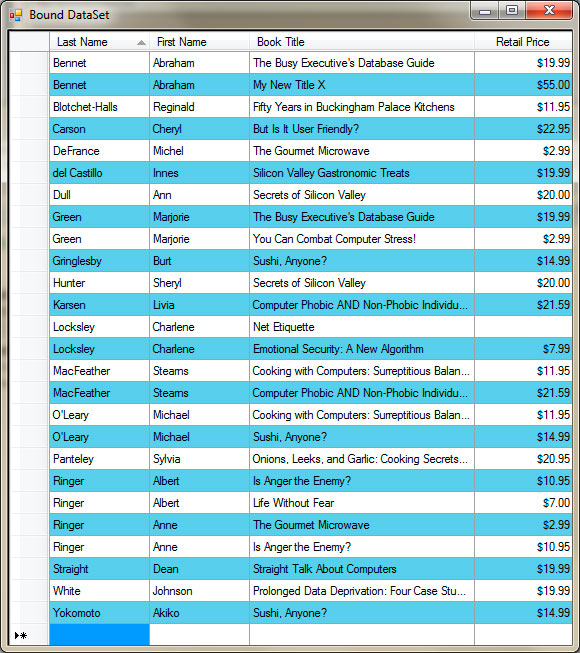 Bound DataSet
Last Name First Name Book Title Retail Price
Bennet Abraham The Busy Executive's Database Guide $19.99
Bennet Abraham My New Title X $55.00
Blotchet-Halls Reginald Fifty Years in Buckingham Palace Kitchens $11.95
Carson Cheryl But Is It User Friendly? $22.95
DeFrance Michel The Gourmet Microwave $2.99
del Castillo Innes Silicon Valley Gastronomic Treats $19.99
Dull Ann Secrets of Silicon Valley $20.00
Green Marjorie The Busy Executive's Database Guide $19.99
Green Marjorie You Can Combat Computer Stress! $2.99
Gringlesby Burt Sushi, Anyone? $14.99
Hunter Sheryl Secrets of Silicon Valley $20.00
Karsen Livia Computer Phobic AND Non-Phobic Individu... $21.59
Locksley Charlene Net Etiquette
Locksley Charlene Emotional Security: A New Algorithm $7.99
MacFeather Stearns Cooking with Computers: Surreptitious Balan... $11.95
MacFeather Stearns Computer Phobic AND Non-Phobic Individu... $21.59
O'Leary Michael Cooking with Computers: Surreptitious Balan... $11.95
O'Leary Michael Sushi, Anyone? $14.99
Panteley Sylvia Onions, Leeks, and Garlic: Cooking Secrets... $20.95
Ringer Albert Is Anger the Enemy? $10.95
Ringer Albert Life Without Fear $7.00
Ringer Anne The Gourmet Microwave $2.99
Ringer Anne Is Anger the Enemy? $10.95
Straight Dean Straight Talk About Computers $19.99
White Johnson Prolonged Data Deprivation: Four Case Stu... $19.99
Yokomoto Akiko Sushi, Anyone? $14.99